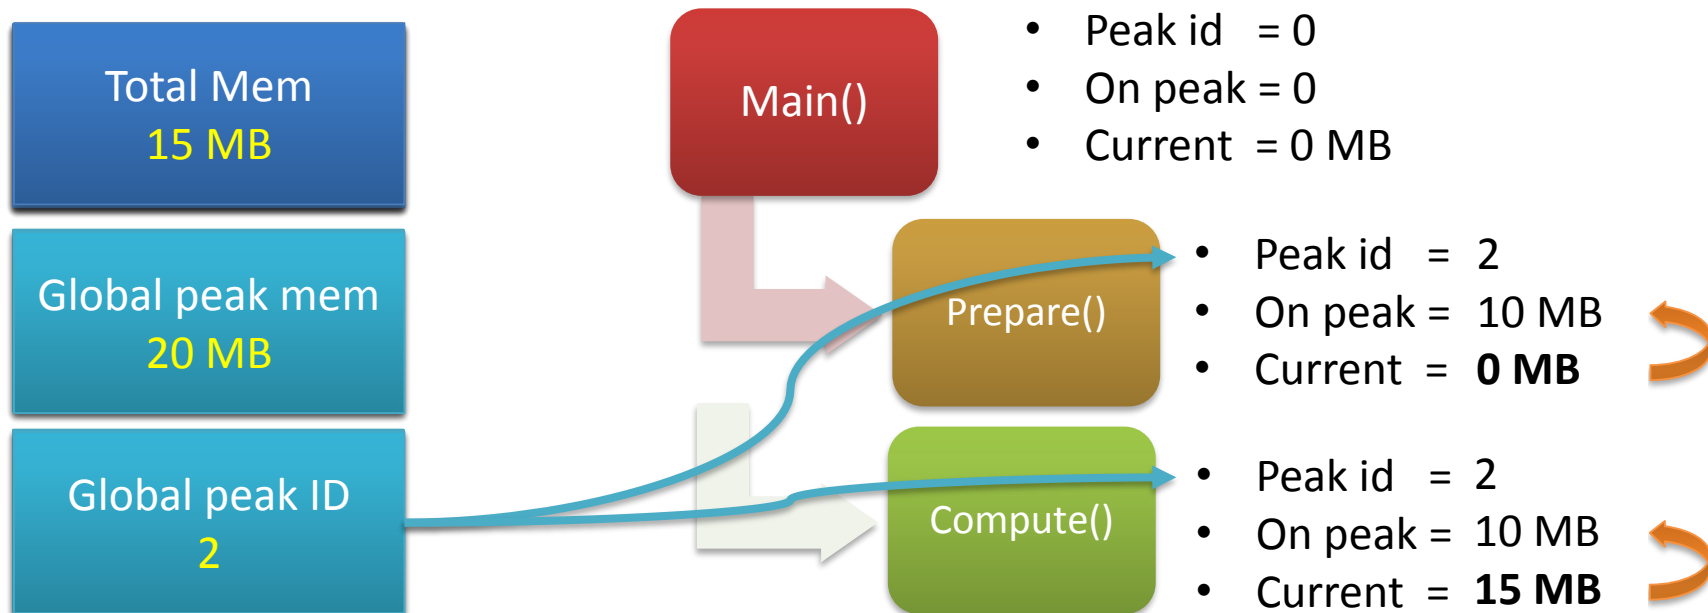 Total Mem
15 MB
Global peak mem
20 MB
Global peak ID
2
Main()
• Peak id = 0
• On peak = 0
• Current = 0 MB
Prepare()
• Peak id = 2
• On peak = 10 MB
• Current = 0 MB
Compute()
• Peak id = 2
• On peak = 10 MB
• Current = 15 MB